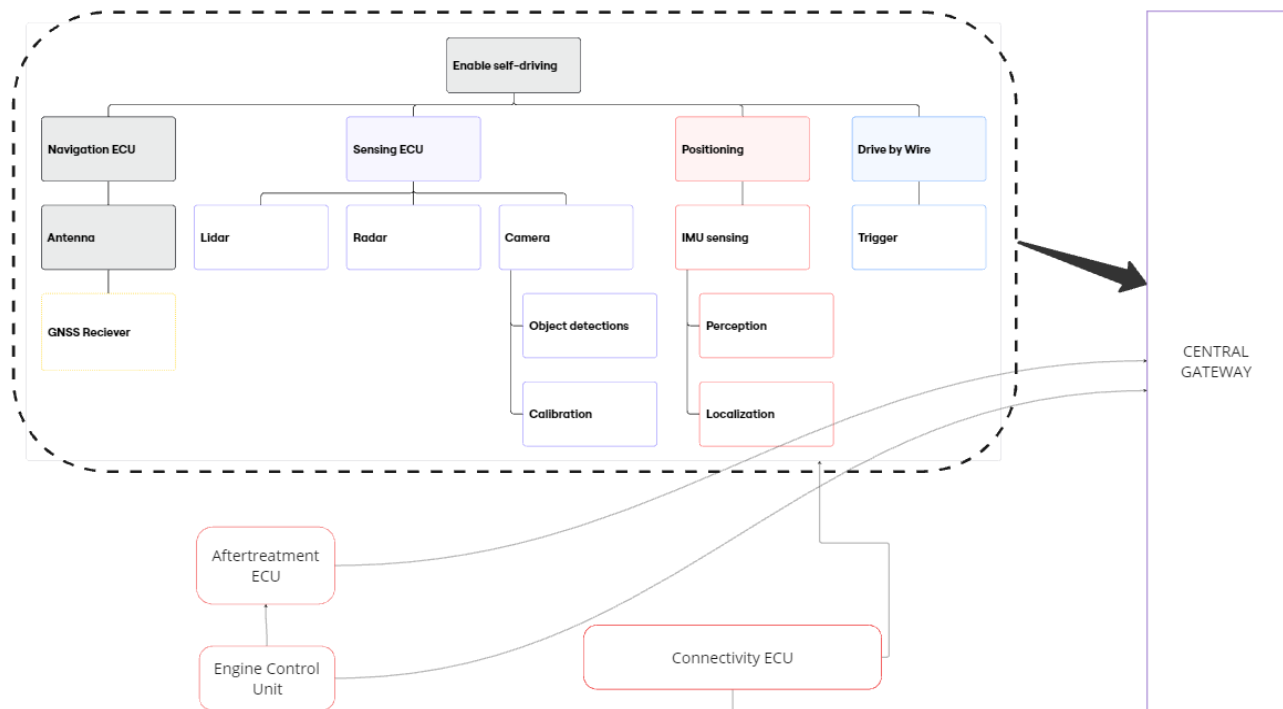 Enable self-driving
Navigation ECU
Sensing ECU
Positioning
Drive by Wire
Antenna
Lidar
Radar
Camera
IMU sensing
Trigger
GNSS Reciever
Object detections
Perception
Calibration
Localization
CENTRAL
GATEWAY
Aftertreatment
ECU
Engine Control
Unit
Connectivity ECU